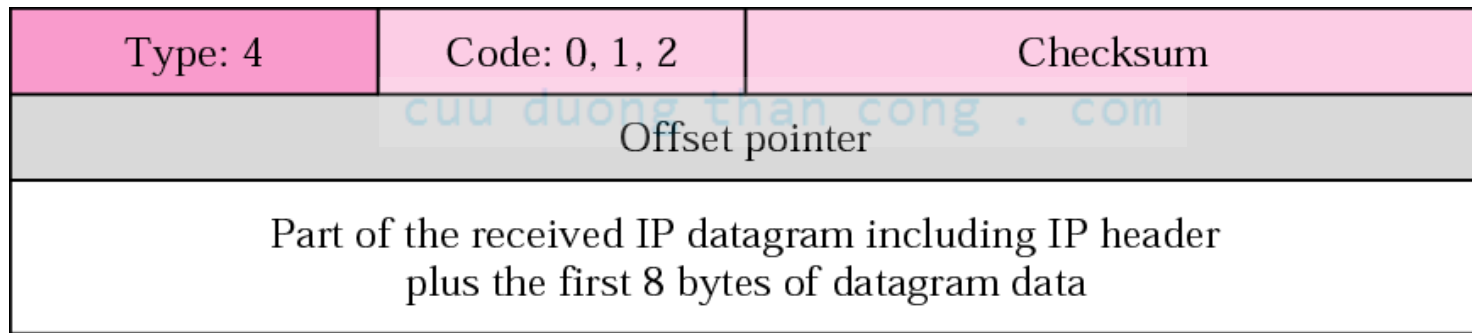 Type: 4 Code: 0, 1, 2 Checksum
cuu duong than cong . com
Offset pointer
Part of the received IP datagram including IP header
plus the first 8 bytes of datagram data